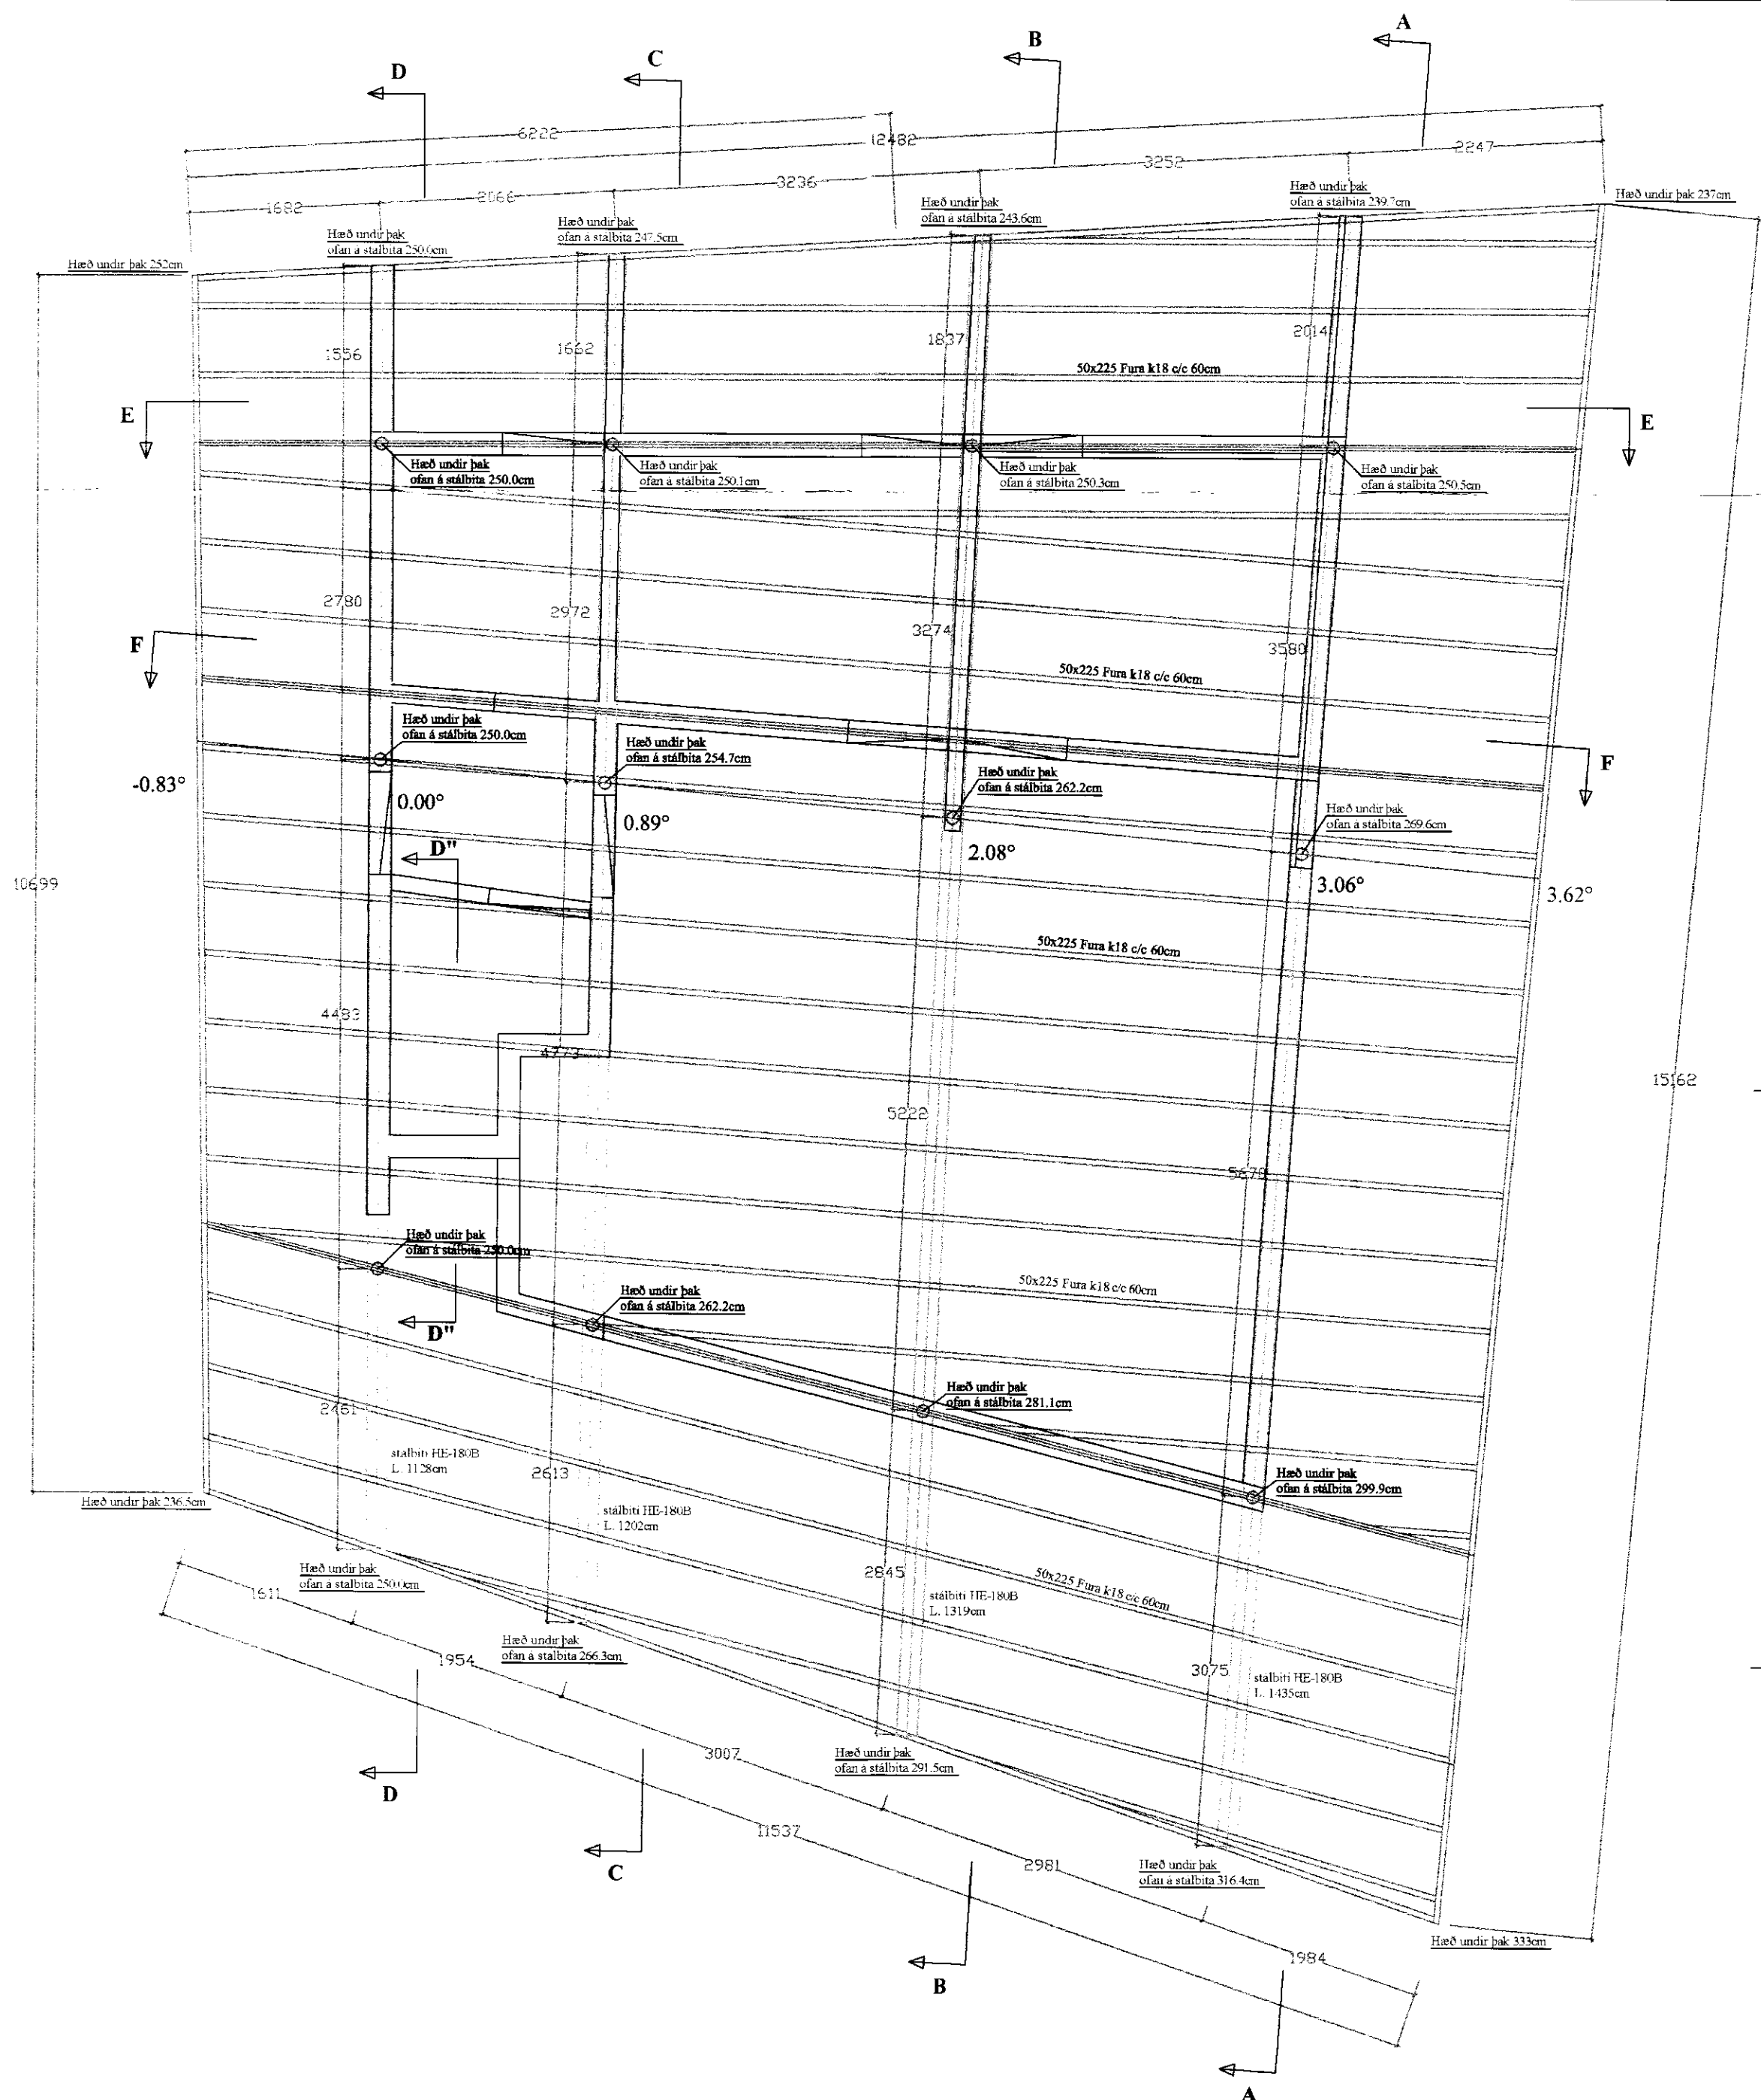 A
B
C
D
6222
12482
2247
3252
3236
2066
1682
Hæð undir þak 237cm
Hæð undir þak
ofan á stálbita 239.7cm
Hæð undir þak
ofan á stálbita 243.6cm
Hæð undir þak
ofan á stálbita 247.5cm
Hæð undir þak
ofan á stálbita 250.0cm
Hæð undir þak 252cm
1556
1662
1837
2014
50x225 Fura k18 c/c 60cm
E
E
Hæð undir þak
ofan á stálbita 250.0cm
Hæð undir þak
ofan á stálbita 250.1cm
Hæð undir þak
ofan á stálbita 250.3cm
Hæð undir þak
ofan á stálbita 250.5cm
2780
2972
3274
3580
F
50x225 Fura k18 c/c 60cm
Hæð undir þak
ofan á stálbita 250.0cm
Hæð undir þak
ofan á stálbita 254.7cm
Hæð undir þak
ofan á stálbita 262.2cm
Hæð undir þak
ofan á stálbita 269.6cm
F
-0.83°
0.00°
0.89°
2.08°
3.06°
3.62°
D"
10699
50x225 Fura k18 c/c 60cm
4483
4773
5222
5670
15162
Hæð undir þak
ofan á stálbita 250.0cm
50x225 Fura k18 c/c 60cm
Hæð undir þak
ofan á stálbita 262.2cm
D"
Hæð undir þak
ofan á stálbita 281.1cm
2461
stálbiti HE-180B
L. 1128cm
2613
Hæð undir þak
ofan á stálbita 299.9cm
Hæð undir þak 236.5cm
stálbiti HE-180B
L. 1202cm
Hæð undir þak
ofan á stálbita 250.0cm
2845
50x225 Fura k18 c/c 60cm
stálbiti HE-180B
L. 1319cm
1611
Hæð undir þak
ofan á stálbita 266.3cm
1954
3075
stálbiti HE-180B
L. 1435cm
3007
Hæð undir þak
ofan á stálbita 291.5cm
D
11537
C
2981
Hæð undir þak
ofan á stálbita 316.4cm
Hæð undir þak 333cm
1984
B
A